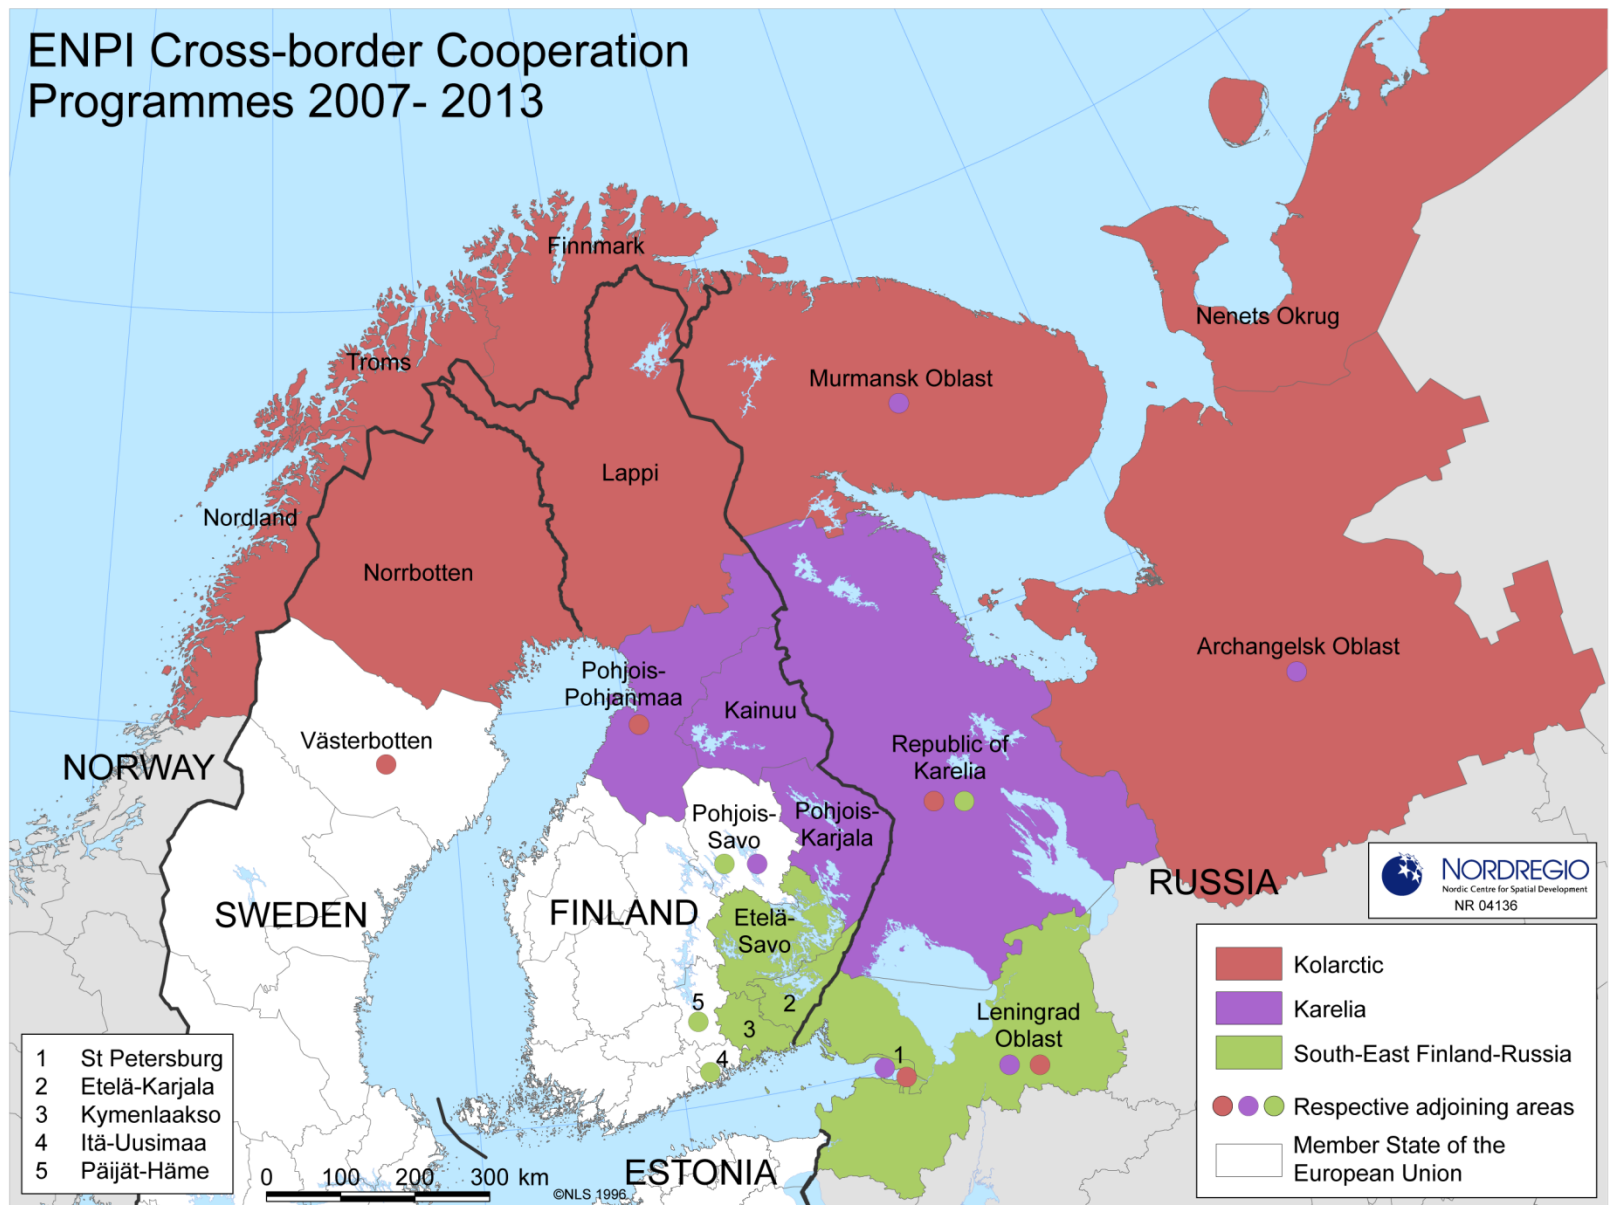 ENPI Cross-border Cooperation
Programmes 2007- 2013
Finnmark
Troms
Nenets Okrug
Murmansk Oblast
Lappi
Nordland
Norrbotten
Archangelsk Oblast
Pohjois-
Pohjanmaa
Kainuu
Västerbotten
Republic of
Karelia
NORWAY
Pohjois-
Savo
Pohjois-
Karjala
RUSSIA
SWEDEN
FINLAND
Etelä-
Savo
2
5
3
4
1
Leningrad
Oblast
ESTONIA
NORDREGIO
Nordic Centre for Spatial Development
NR 04136
Kolarctic
Karelia
South-East Finland-Russia
Respective adjoining areas
Member State of the
European Union
1 St Petersburg
2 Etelä-Karjala
3 Kymenlaakso
4 Itä-Uusimaa
5 Päijät-Häme
0 100 200 300 km
©NLS 1996